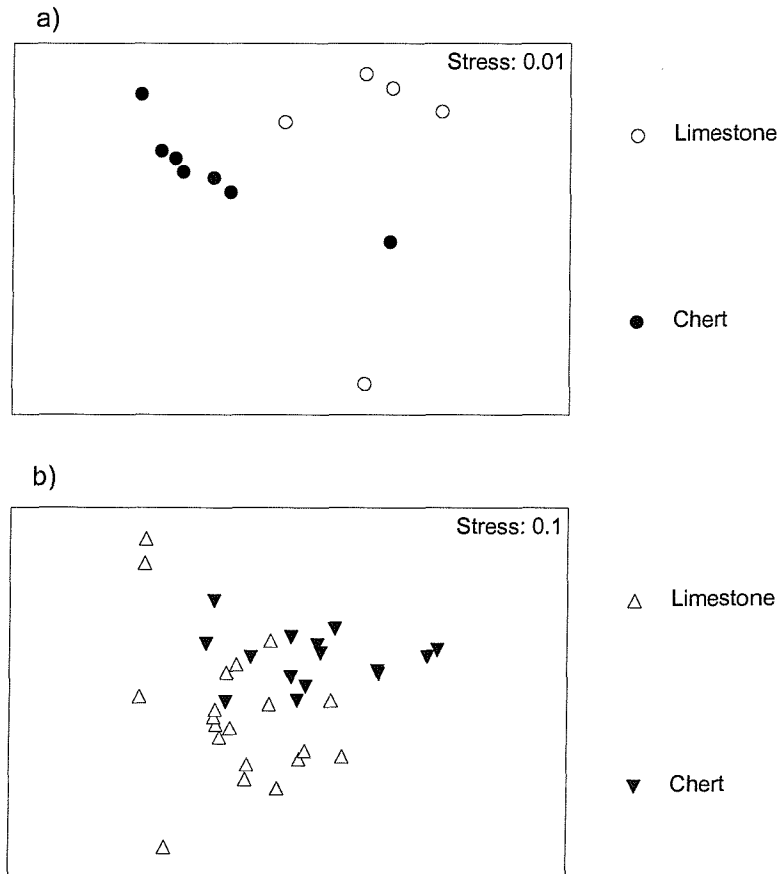 a)
Stress: 0.01
Limestone
Chert
b)
Stress: 0.1
Limestone
Chert